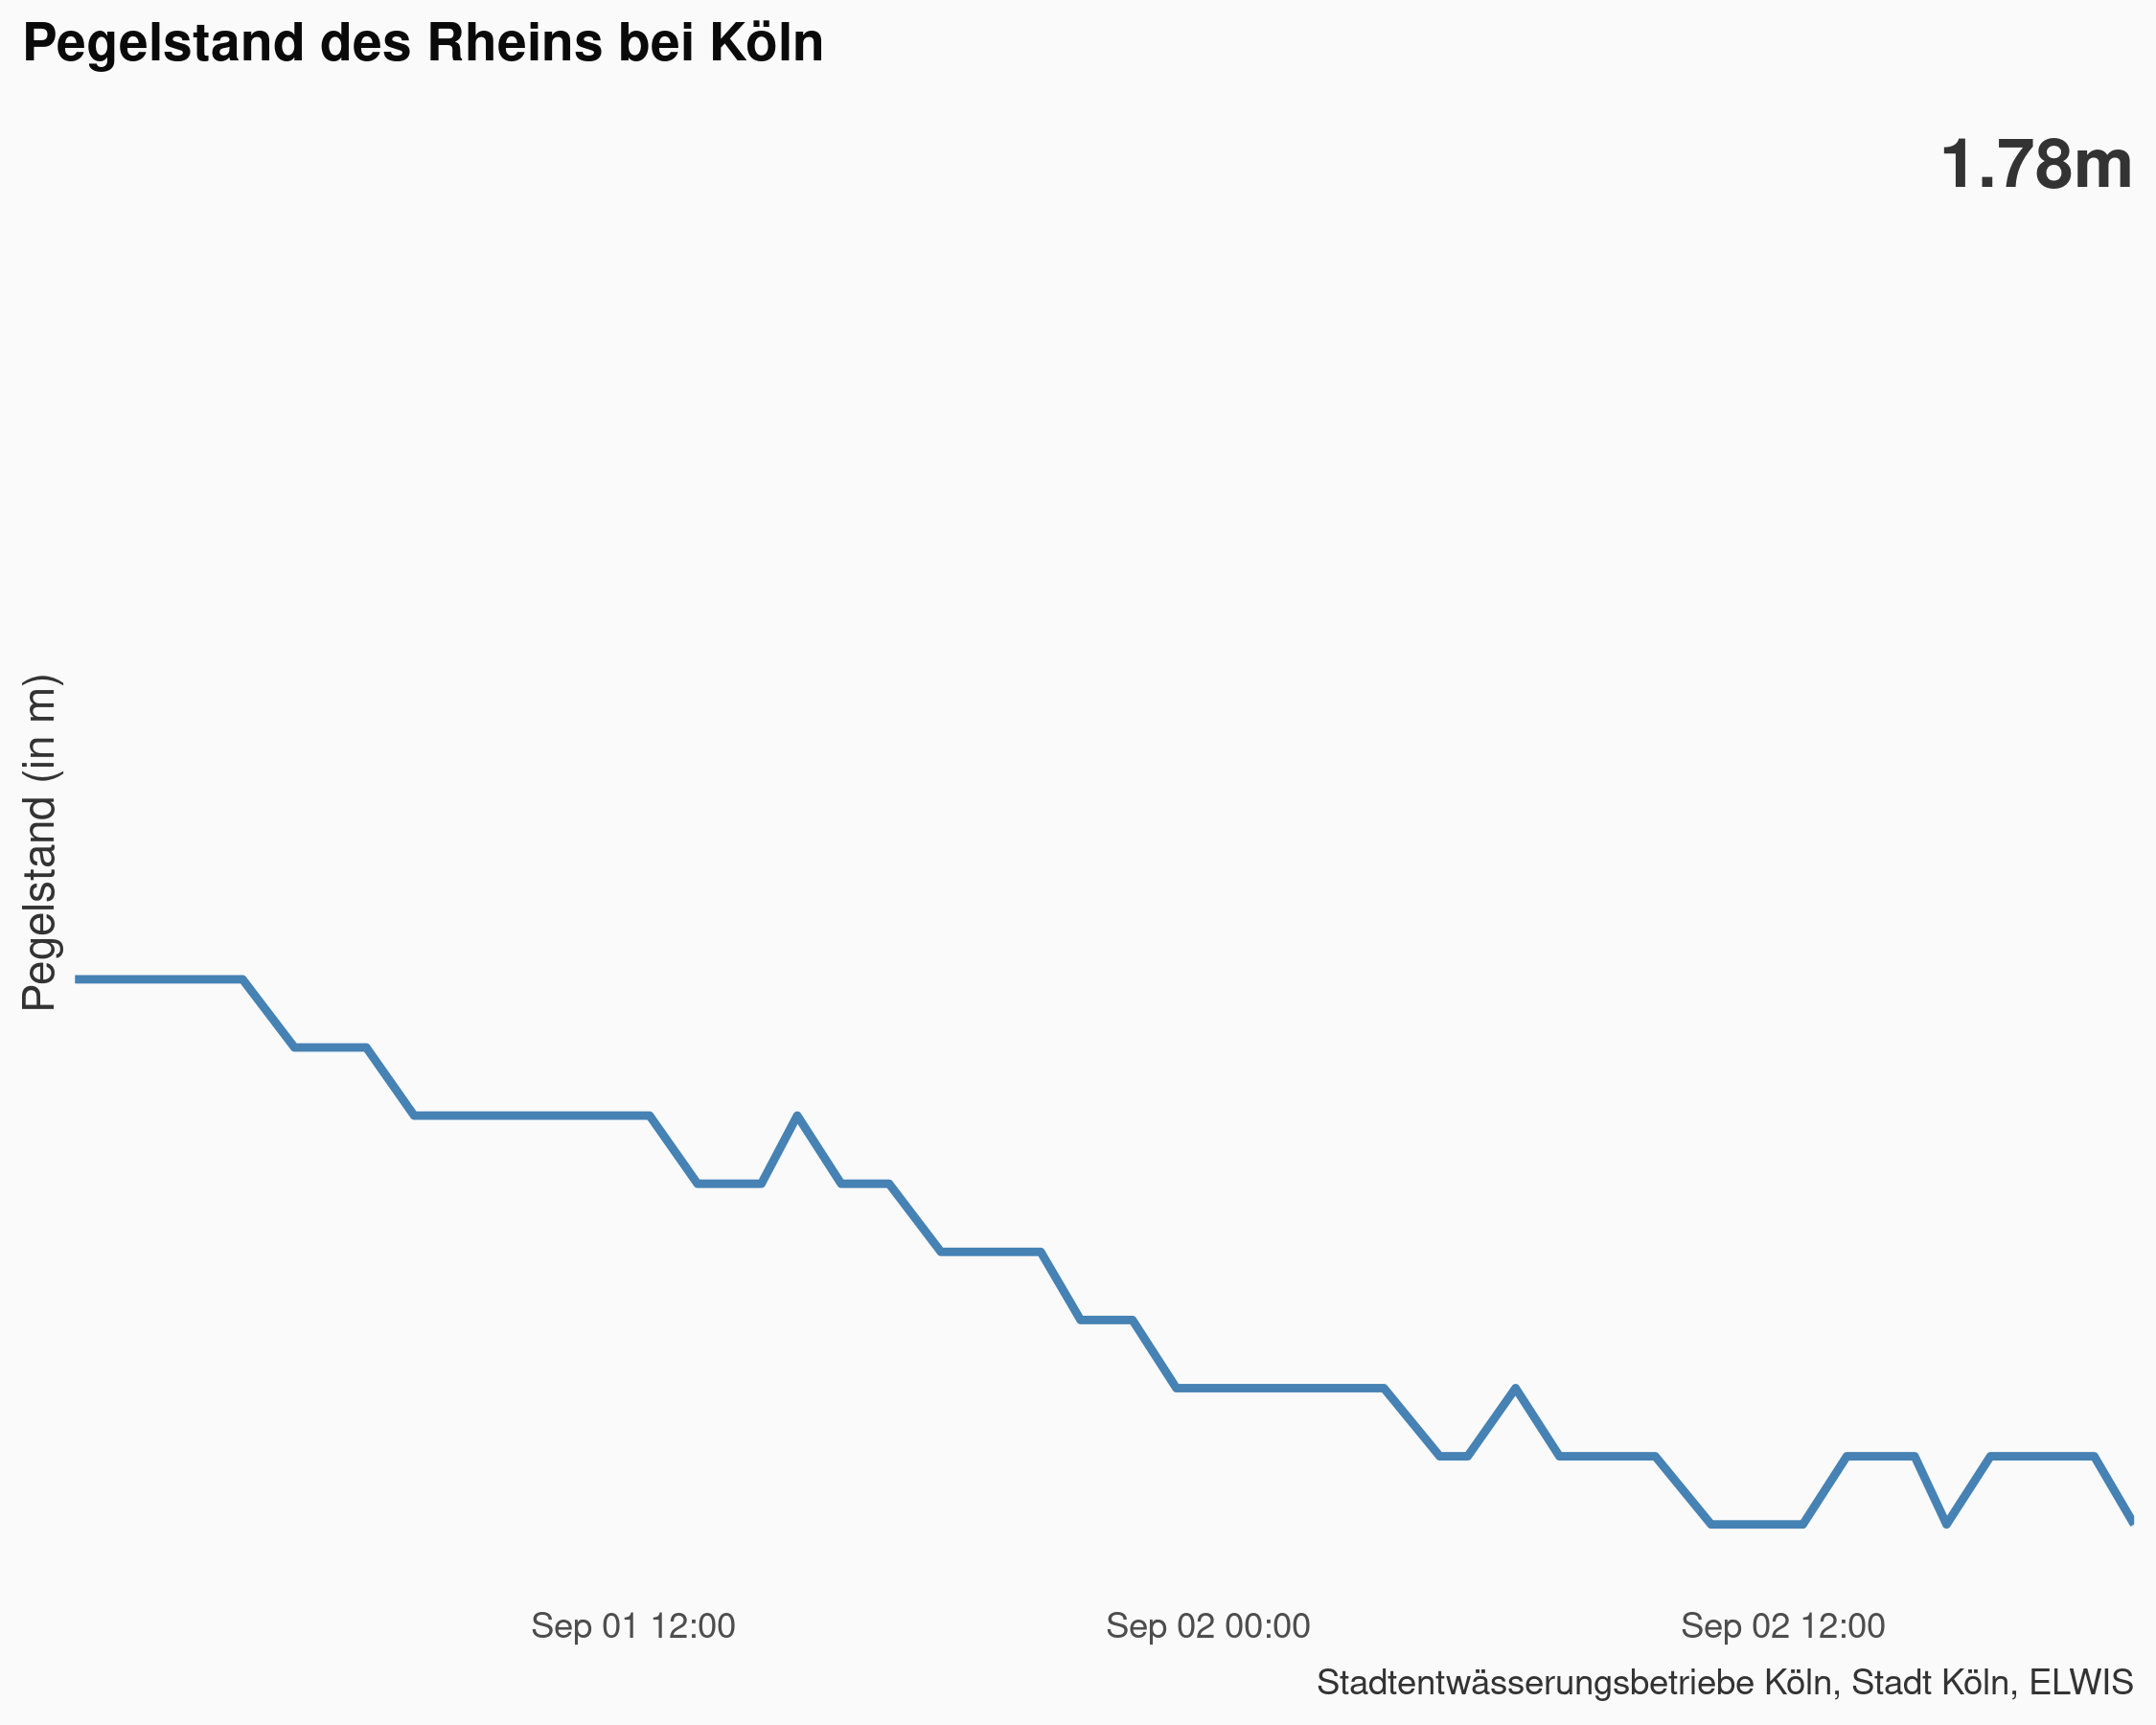 Pegelstand des Rheins bei Köln
1.78m
Pegelstand (in m)
Sep 01 12:00
Sep 02 00:00
Sep 02 12:00
Stadtentwässerungsbetriebe Köln, Stadt Köln, ELWIS